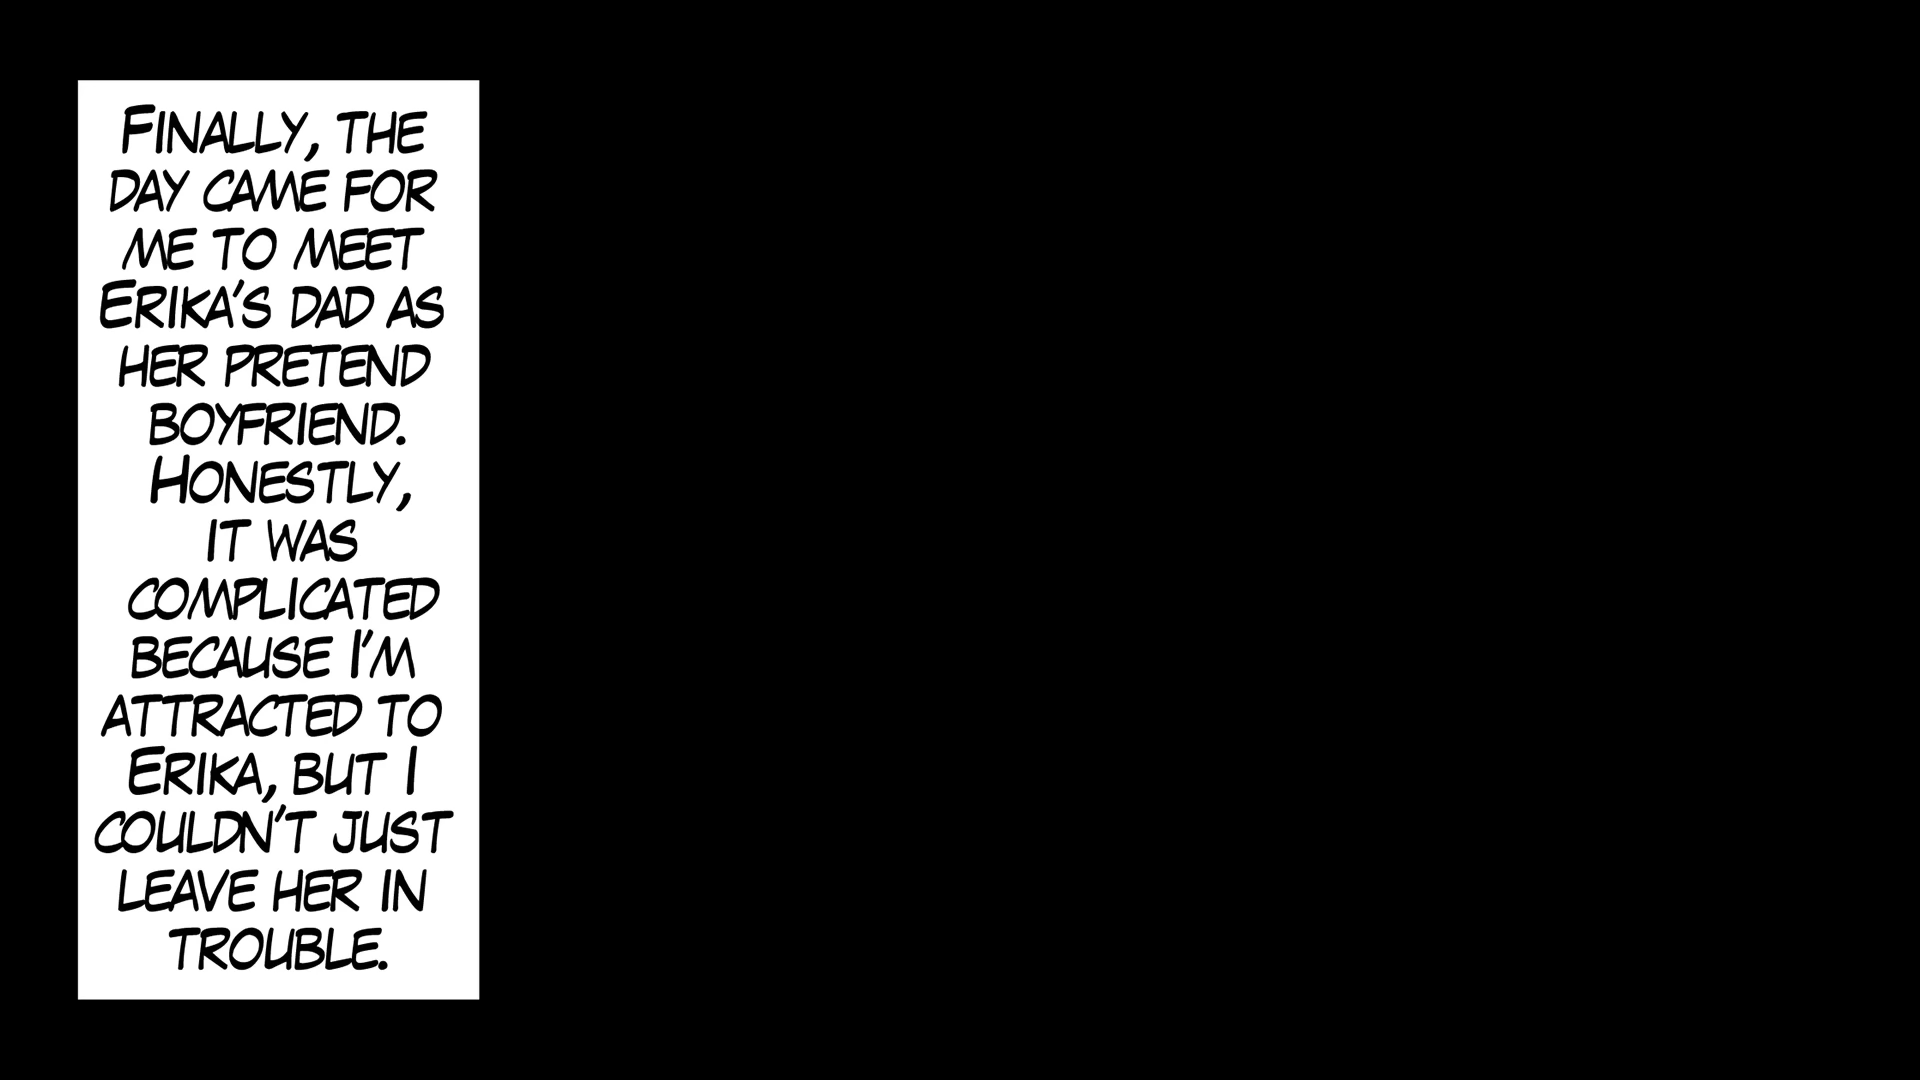 Finally, the
day came for
me to meet
Erika's dad as
her pretend
boyfriend.
Honestly,
it was
complicated
because I'm
attracted to
Erika, but I
couldn't just
leave her in
trouble.